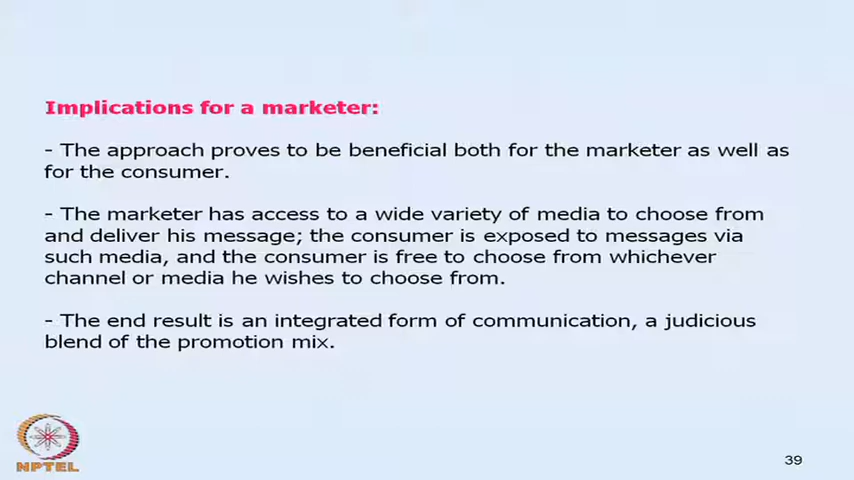 Implications for a marketer:
- The approach proves to be beneficial both for the marketer as well as
for the consumer.
- The marketer has access to a wide variety of media to choose from
and deliver his message; the consumer is exposed to messages via
such media, and the consumer is free to choose from whichever
channel or media he wishes to choose from.
- The end result is an integrated form of communication, a judicious
blend of the promotion mix.
NPTEL
39